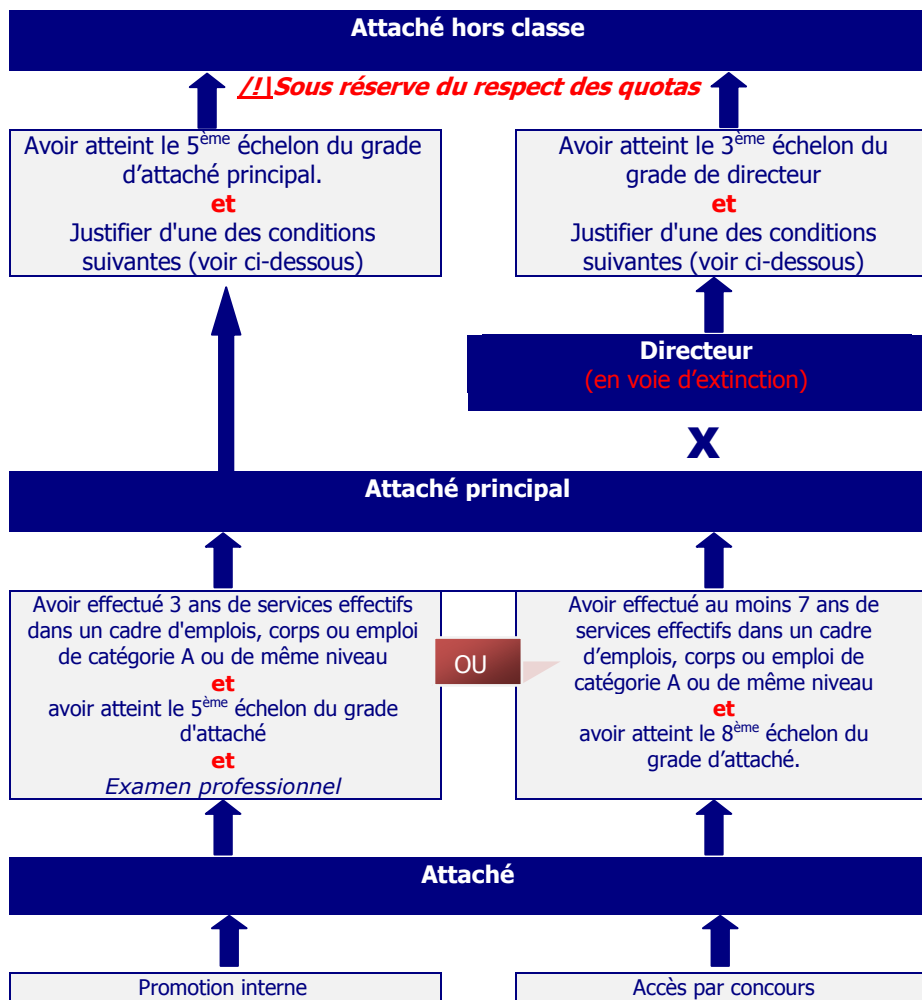 Attaché hors classe
/!\Sous réserve du respect des quotas
Avoir atteint le 5ème échelon du grade
d'attaché principal.
et
Justifier d'une des conditions
suivantes (voir ci-dessous)
Avoir atteint le 3ème échelon du
grade de directeur
et
Justifier d'une des conditions
suivantes (voir ci-dessous)
Directeur
(en voie d'extinction)
X
Attaché principal
Avoir effectué 3 ans de services effectifs
dans un cadre d'emplois, corps ou emploi
de catégorie A ou de même niveau
et
avoir atteint le 5ème échelon du grade
d'attaché
et
Examen professionnel
OU
Avoir effectué au moins 7 ans de
services effectifs dans un cadre
d'emplois, corps ou emploi de
catégorie A ou de même niveau
et
avoir atteint le 8ème échelon du
grade d'attaché.
Attaché
Promotion interne
Accès par concours